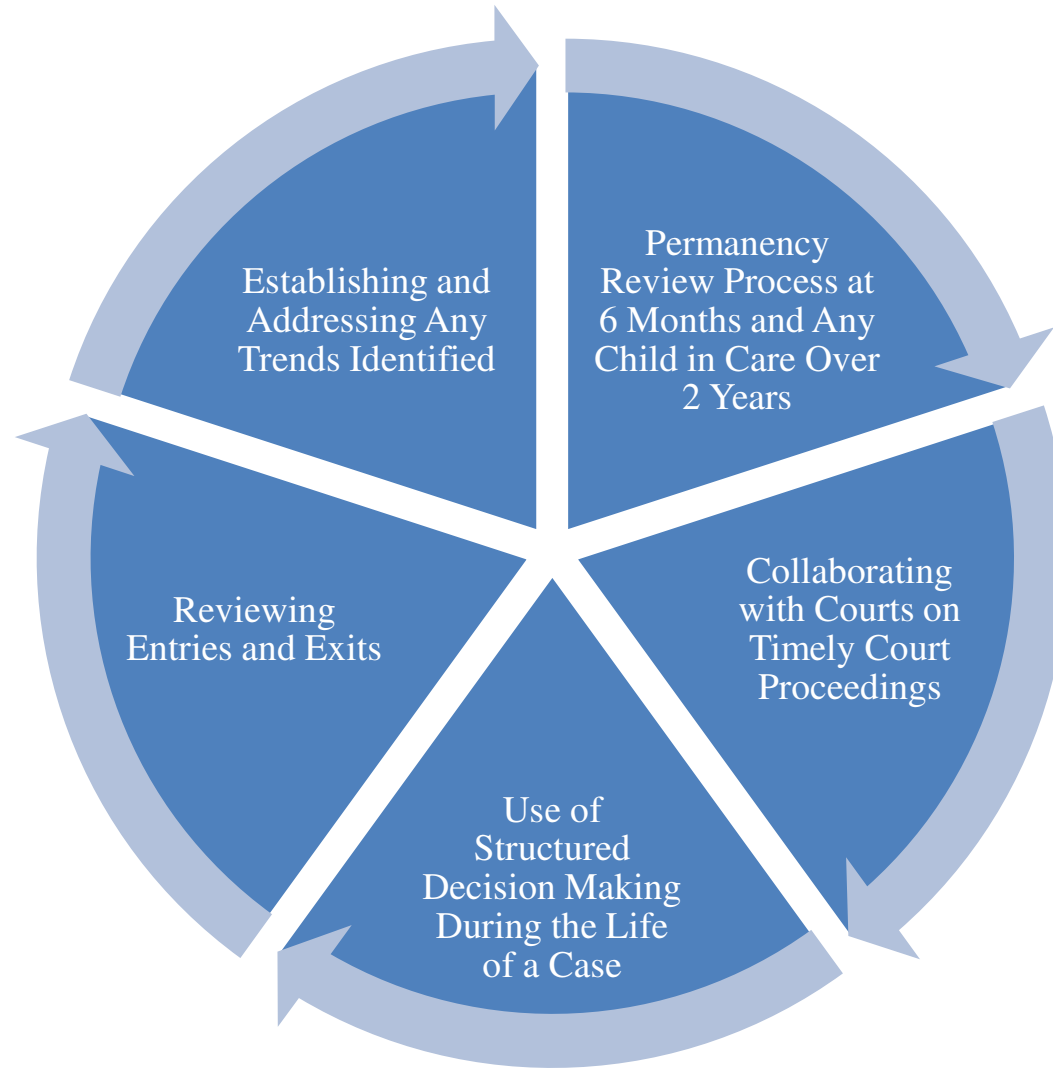 Permanency
Review Process at
6 Months and Any
Child in Care Over
2 Years
Collaborating
with Courts on
Timely Court
Proceedings
Use of
Structured
Decision Making
During the Life
of a Case
Reviewing
Entries and Exits
Establishing and
Addressing Any
Trends Identified